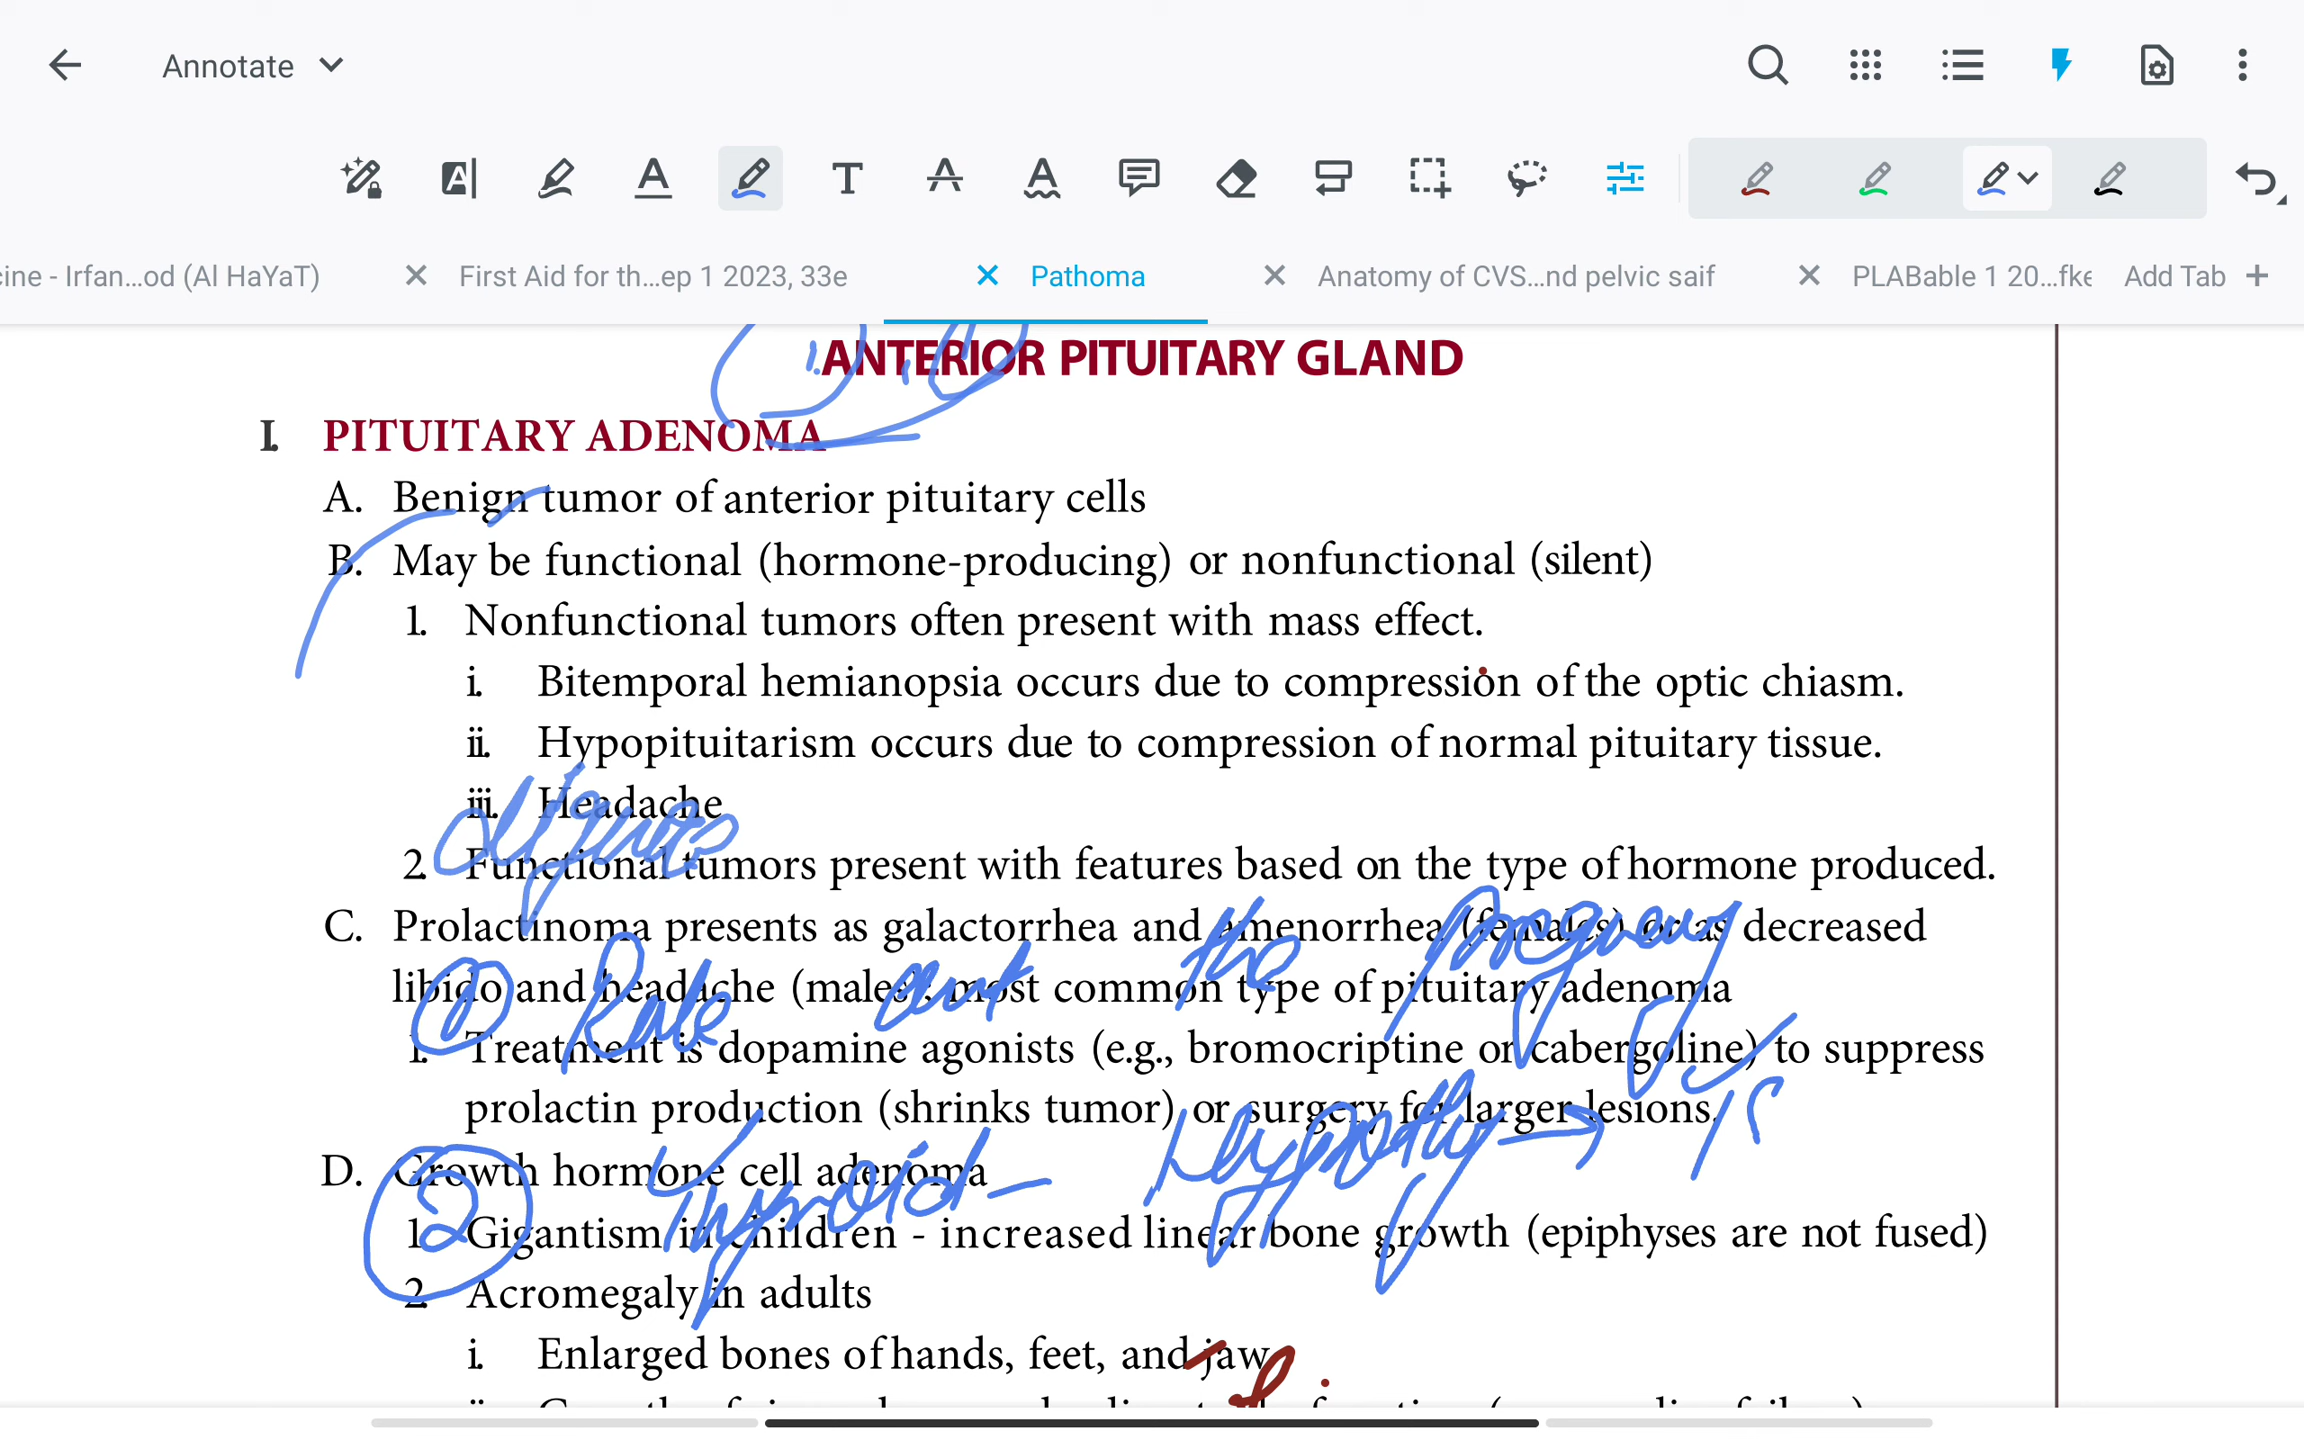 Annotate
cine - Irfan...od (Al HaYaT)
First Aid for th...ep 1 2023, 33e
Pathoma
Anatomy of CVS...nd pelvic saif
PLABable 1 20...fke
Add Tab +
ANTERIOR PITUITARY GLAND
I. PITUITARY ADENOMA
A. Benign tumor of anterior pituitary cells
B. May be functional (hormone-producing) or nonfunctional (silent)
1. Nonfunctional tumors often present with mass effect.
i. Bitemporal hemianopsia occurs due to compression of the optic chiasm.
ii. Hypopituitarism occurs due to compression of normal pituitary tissue.
iii. Headache
2. Functional tumors present with features based on the type of hormone produced.
C. Prolactinoma presents as galactorrhea and amenorrhea (females) or as decreased
① Rule out the pregnancy
libido and headache (males); most common type of pituitary adenoma
1. Treatment is dopamine agonists (e.g., bromocriptine or cabergoline) to suppress
prolactin production (shrinks tumor) or surgery for larger lesions.
② Thyroid -
D. Growth hormone cell adenoma
1. Gigantism in children - increased linear bone growth (epiphyses are not fused)
2. Acromegaly in adults
i. Enlarged bones of hands, feet, and jaw